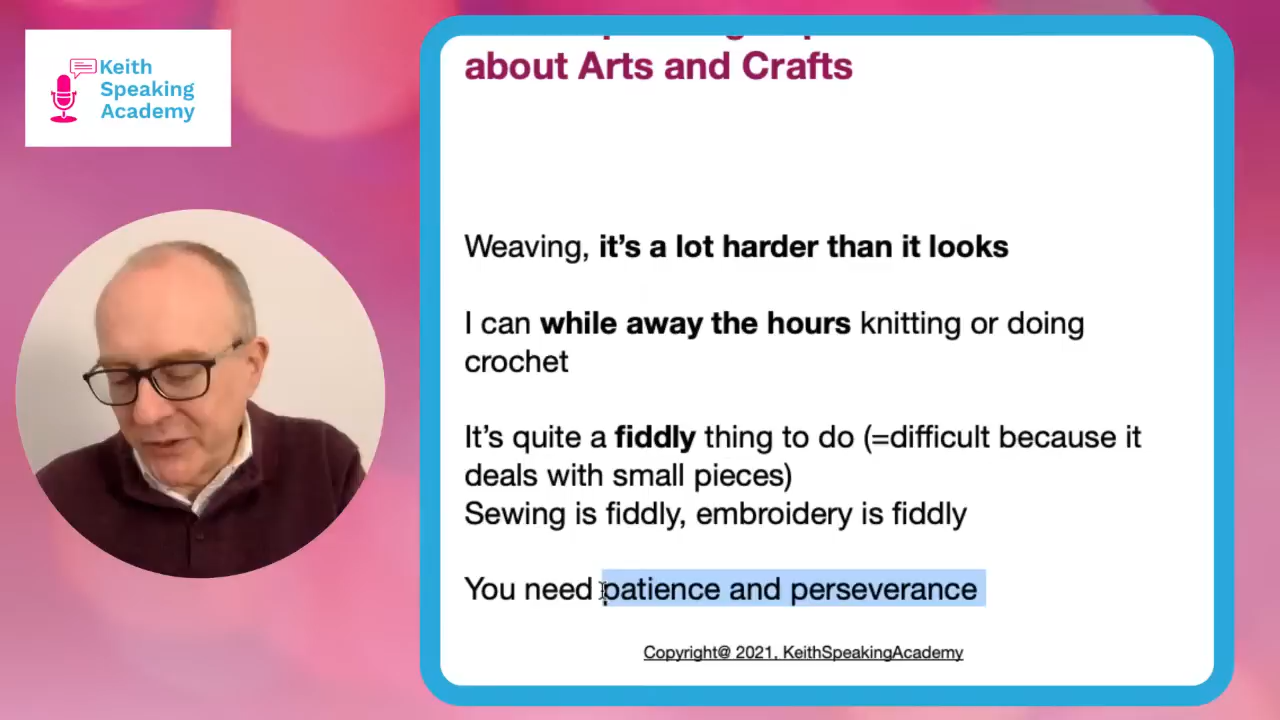 Keith
Speaking
Academy
about Arts and Crafts
Weaving, it's a lot harder than it looks
I can while away the hours knitting or doing
crochet
It's quite a fiddly thing to do (=difficult because it
deals with small pieces)
Sewing is fiddly, embroidery is fiddly
You need patience and perseverance
Copyright@ 2021, KeithSpeakingAcademy